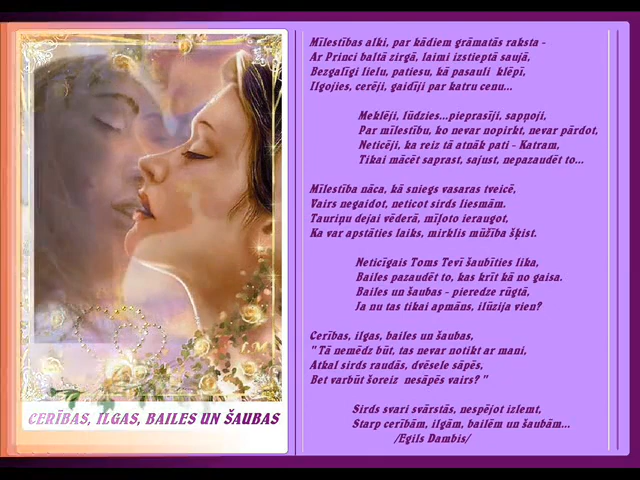 Mīlestības alki, par kādiem grāmatās raksta -
Ar Princi baltā zirgā, laimi izstieptā saujā,
Bezgalīgi lielu, patiesu, kā pasauli klēpī,
Ilgojies, cerēji, gaidīji par katru cenu...
Meklēji, lūdzies...pieprasīji, sapņoji,
Par mīlestību, ko nevar nopirkt, nevar pārdot,
Neticēji, ka reiz tā atnāk pati - Katram,
Tikai mācēt saprast, sajust, nepazaudēt to...
Mīlestība nāca, kā sniegs vasaras tveicē,
Vairs negaidot, neticot sirds liesmām.
Tauriņu dejai vēderā, mīļoto ieraugot,
Ka var apstāties laiks, mirklis mūžība šķist.
Neticīgais Toms Tevī šaubīties lika,
Bailes pazaudēt to, kas krīt kā no gaisa.
Bailes un šaubas - pieredze rūgtā,
Ja nu tas tikai apmāns, ilūzija vien?
Cerības, ilgas, bailes un šaubas,
" Tā nemēdz būt, tas nevar notikt ar mani,
Atkal sirds raudās, dvēsele sāpēs,
Bet varbūt šoreiz nesāpēs vairs? "
Sirds svari svārstās, nespējot izlemt,
Starp cerībām, ilgām, bailēm un šaubām...
/Egils Dambis/
CERĪBAS, ILGAS, BAILES UN ŠAUBAS